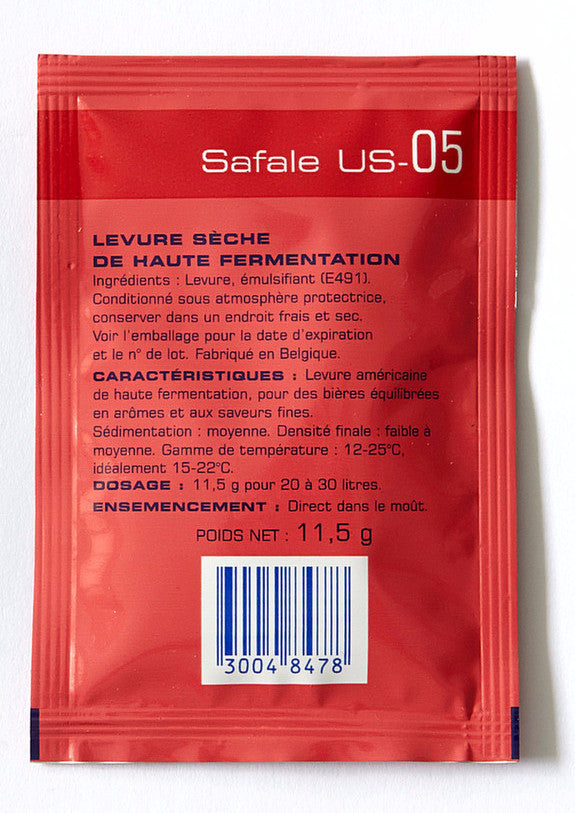 Safale US-05
LEVURE SÈCHE
DE HAUTE FERMENTATION
Ingrédients : Levure, émulsifiant (E491).
Conditionné sous atmosphère protectrice,
conserver dans un endroit frais et sec.
Voir l'emballage pour la date d'expiration
et le n° de lot. Fabriqué en Belgique.
CARACTÉRISTIQUES : Levure américaine
de haute fermentation, pour des bières équilibrées
en arômes et aux saveurs fines.
Sédimentation : moyenne. Densité finale : faible à
moyenne. Gamme de température : 12-25°C,
idéalement 15-22°C.
DOSAGE : 11,5 g pour 20 à 30 litres.
ENSEMENCEMENT : Direct dans le moût.
POIDS NET : 11,5 g
3004 8478